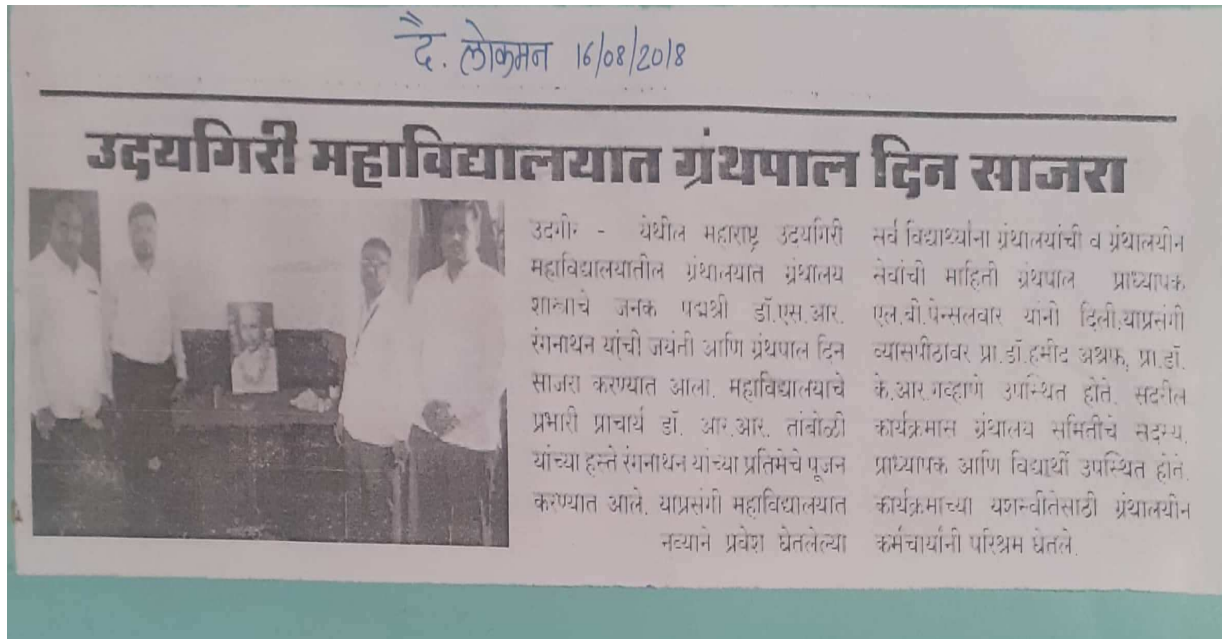 दै. लोकमन 16/08/2018
उदयगिरी महाविद्यालयात ग्रंथपाल दिन साजरा
उदगीर - येथील महाराष्ट्र उदयगिरी
महाविद्यालयातील ग्रंथालयात ग्रंथालय
शास्त्राचे जनक पद्मश्री डॉ.एस.आर.
रंगनाथन यांची जयंती आणि ग्रंथपाल दिन
साजरा करण्यात आला. महाविद्यालयाचे
प्रभारी प्राचार्य डॉ. आर.आर. तांबोळी
यांच्या हस्ते रंगनाथन यांच्या प्रतिमेचे पूजन
करण्यात आले. याप्रसंगी महाविद्यालयात
नव्याने प्रवेश घेतलेल्या
सर्व विद्यार्थ्यांना ग्रंथालयांची व ग्रंथालयीन
सेवांची माहिती ग्रंथपाल प्राध्यापक
एल.बी.पेन्सलवार यांनी दिली.याप्रसंगी
व्यासपीठावर प्रा.डॉ.हमीद अश्रफ, प्रा.डॉ.
के.आर.गव्हाणे उपस्थित होते. सदरील
कार्यक्रमास ग्रंथालय समितीचे सदस्य,
प्राध्यापक आणि विद्यार्थी उपस्थित होते.
कार्यक्रमाच्या यशस्वीतेसाठी ग्रंथालयीन
कर्मचार्यांनी परिश्रम घेतले.